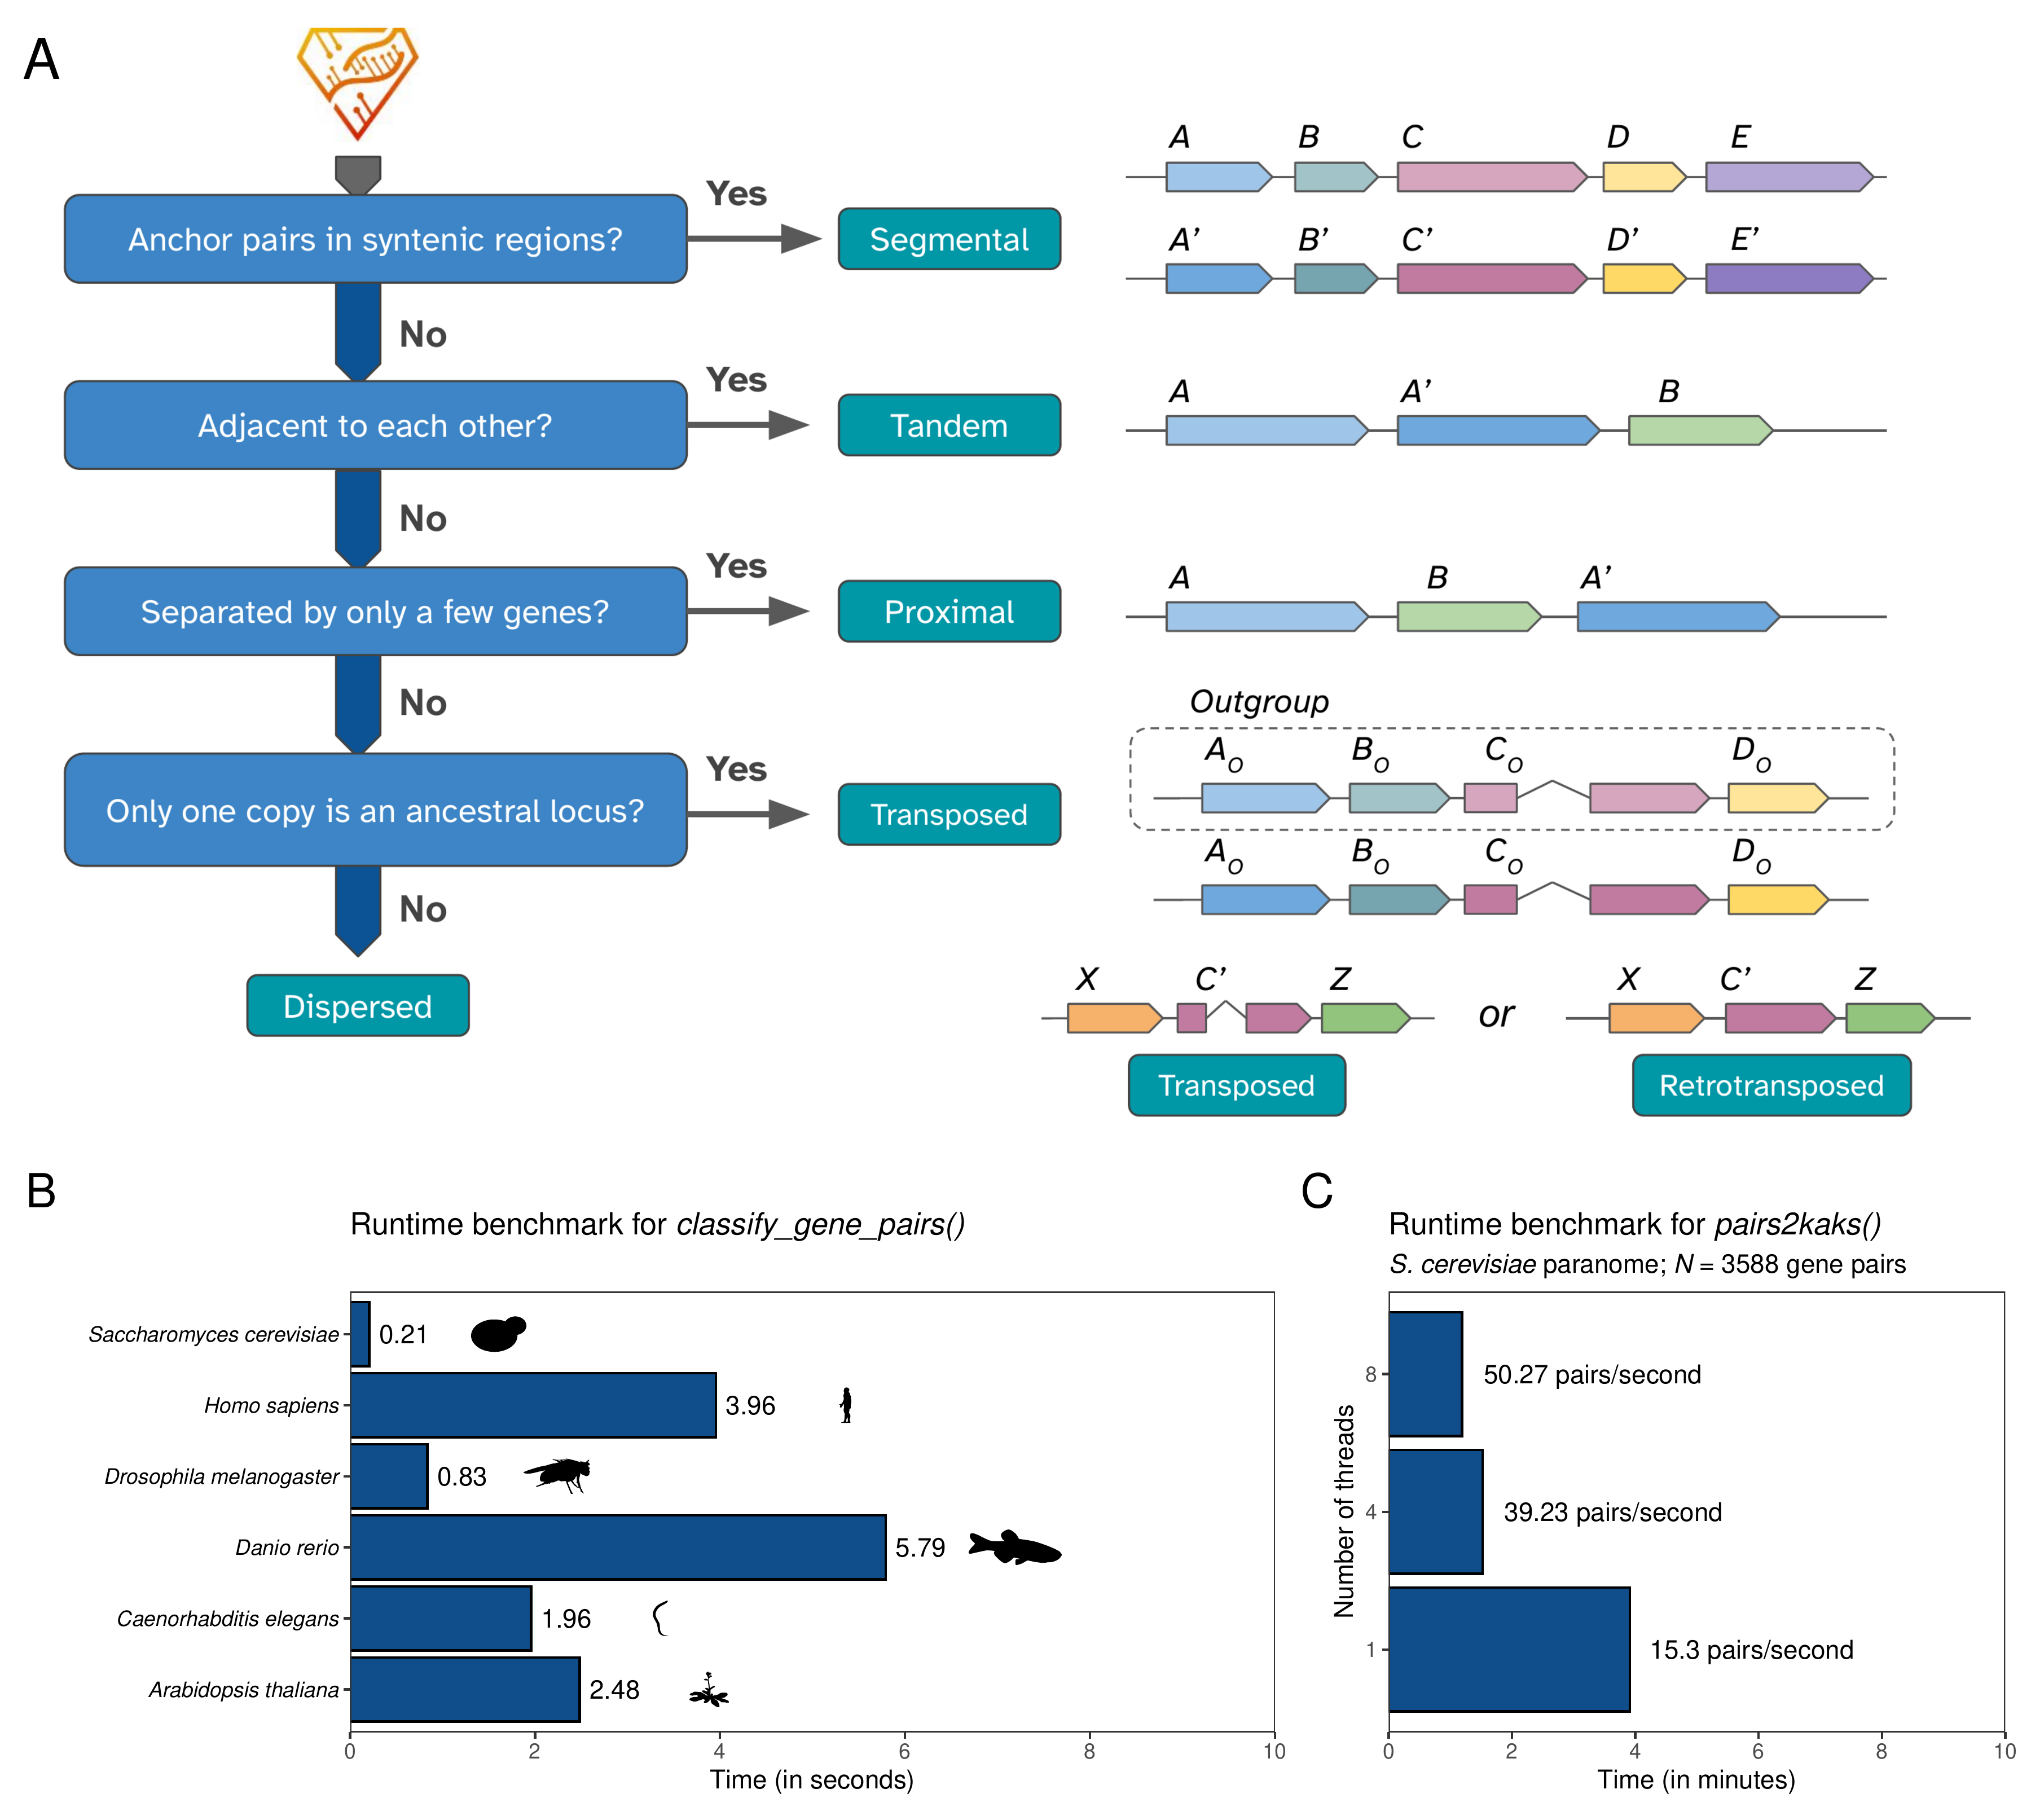 A
Anchor pairs in syntenic regions?
Yes
Segmental
A B C D E
A' B' C' D' E'
No
Adjacent to each other?
Yes
Tandem
A A' B
No
Separated by only a few genes?
Yes
Proximal
A B A'
No
Only one copy is an ancestral locus?
Yes
Transposed
Outgroup
A_O B_O C_O D_O
A_O B_O C_O D_O
No
Dispersed
X C' Z or X C' Z
Transposed Retrotransposed
B
Runtime benchmark for classify_gene_pairs()
Saccharomyces cerevisiae 0.21
Homo sapiens 3.96
Drosophila melanogaster 0.83
Danio rerio 5.79
Caenorhabditis elegans 1.96
Arabidopsis thaliana 2.48
0 2 4 6 8 10
Time (in seconds)
C
Runtime benchmark for pairs2kaks()
S. cerevisiae paranome; N = 3588 gene pairs
Number of threads
8 50.27 pairs/second
4 39.23 pairs/second
1 15.3 pairs/second
0 2 4 6 8 10
Time (in minutes)